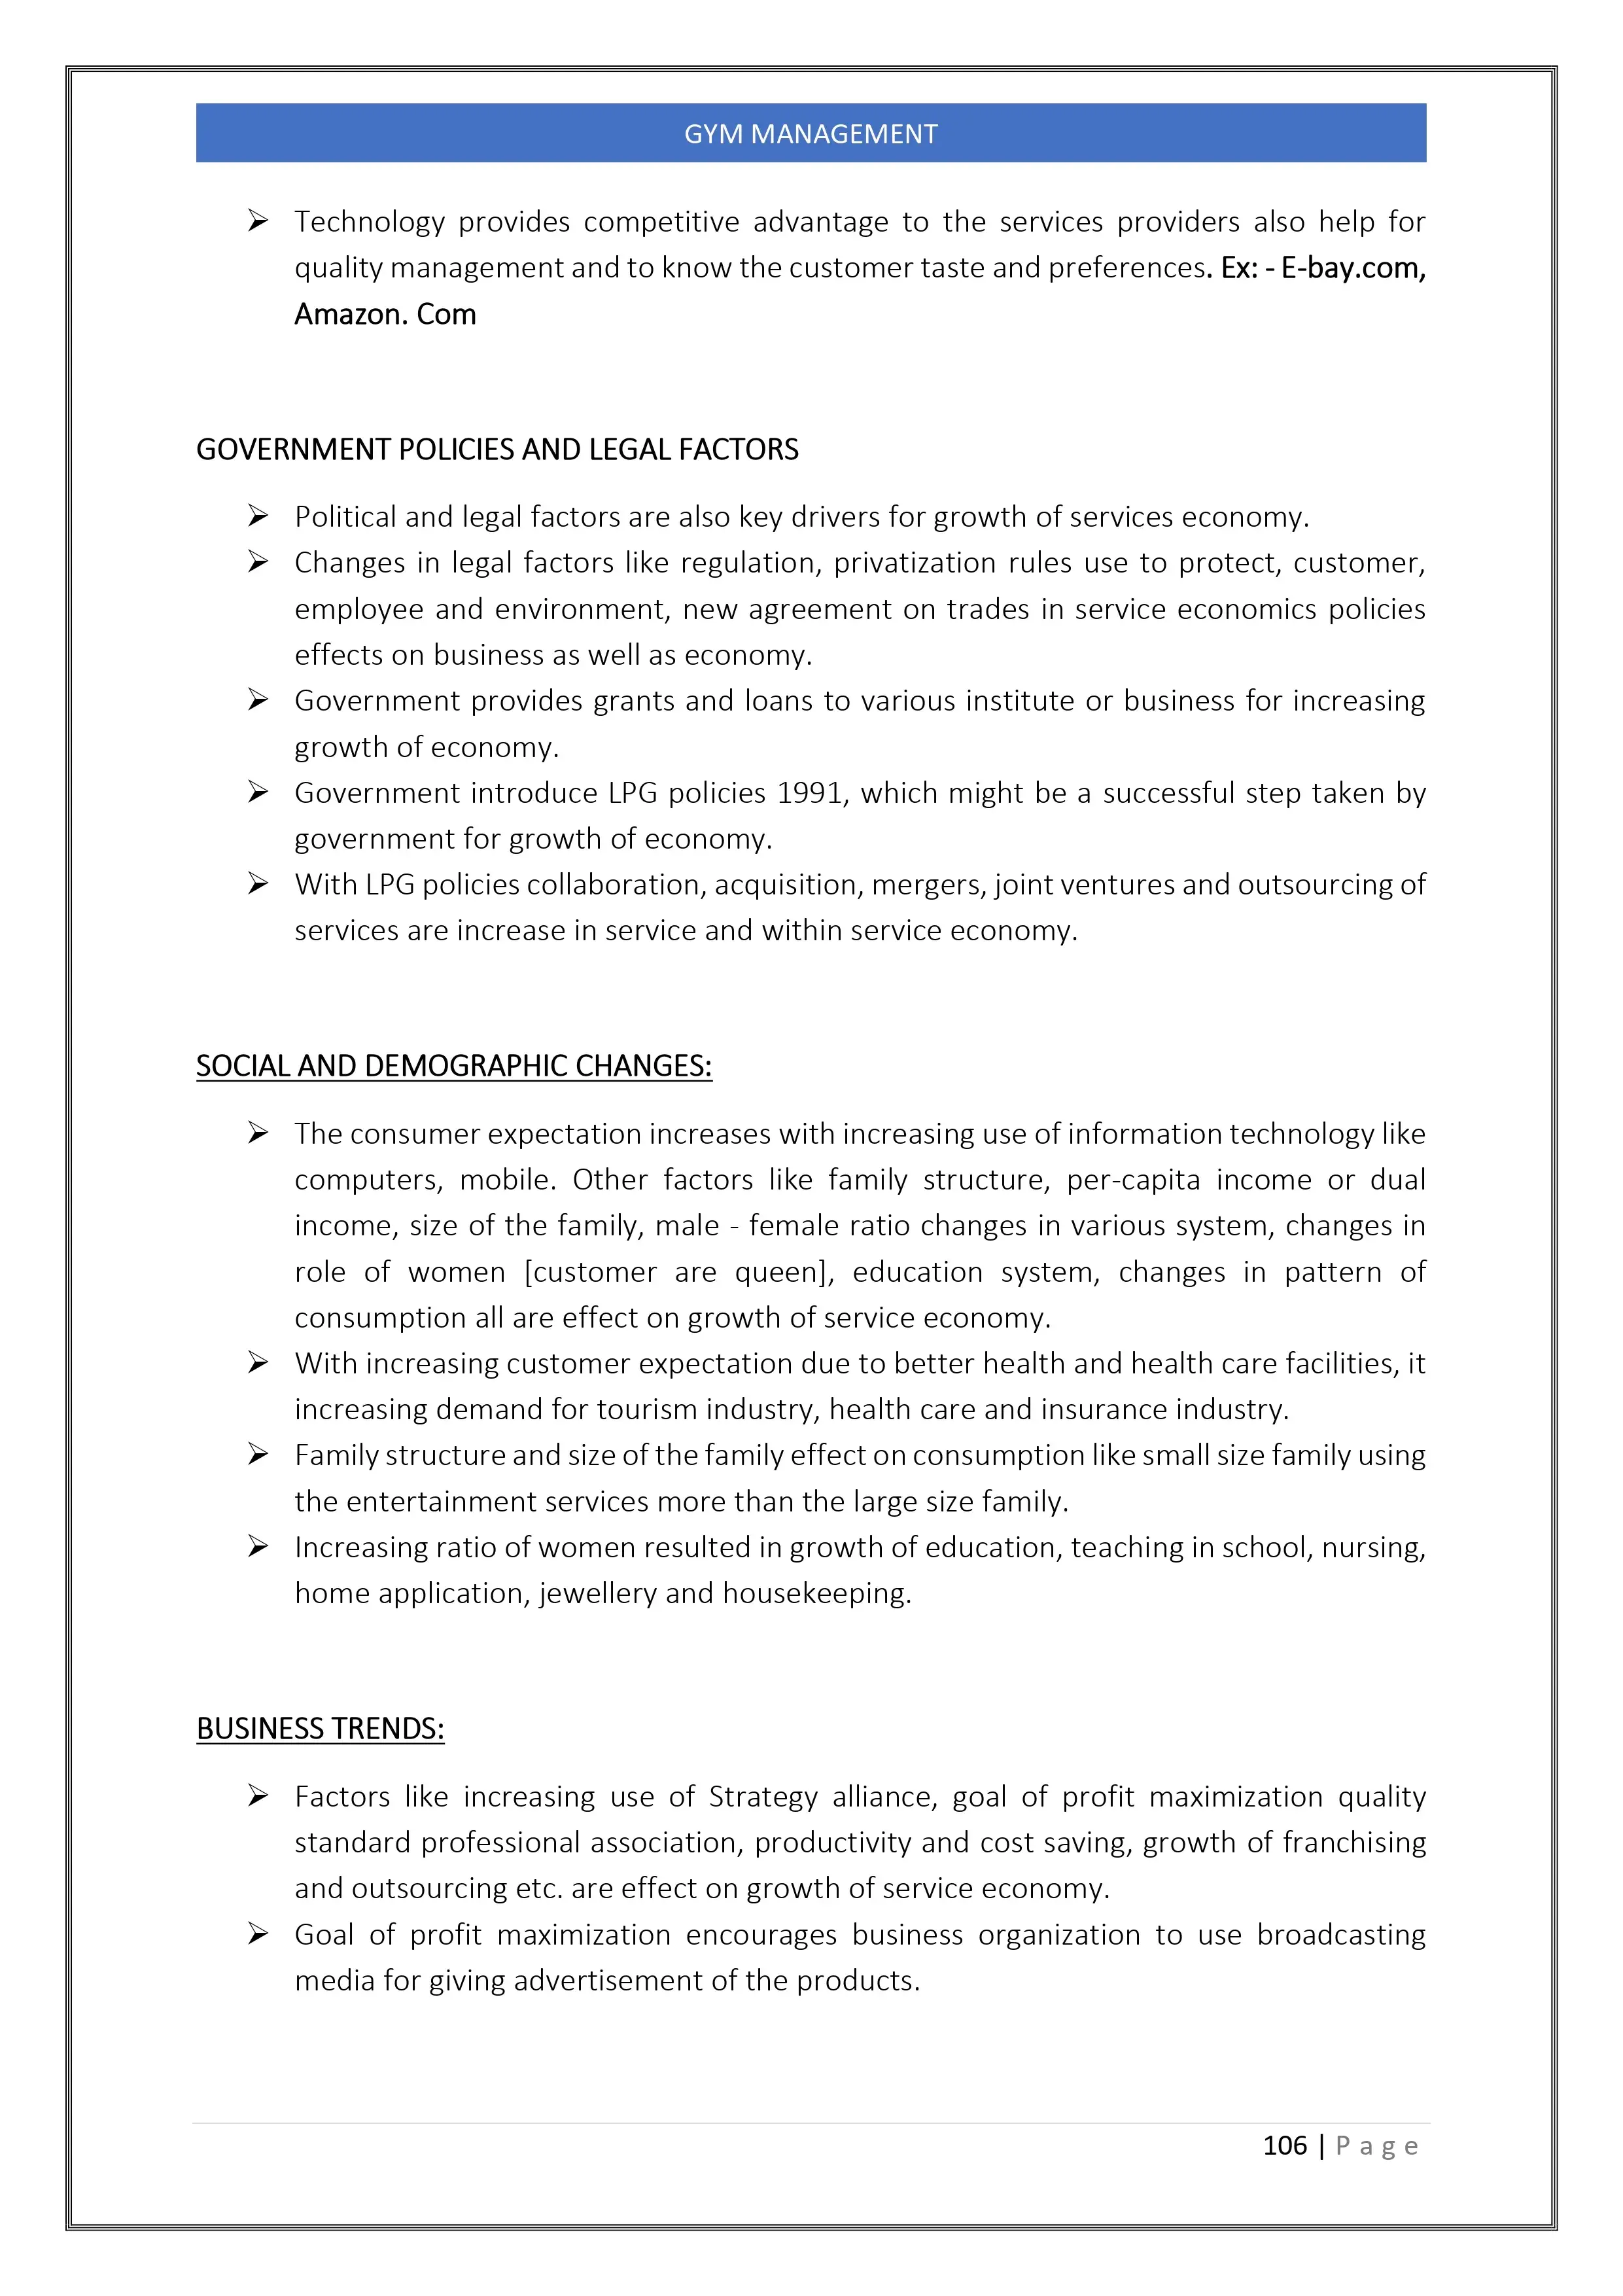 GYM MANAGEMENT
➢ Technology provides competitive advantage to the services providers also help for
quality management and to know the customer taste and preferences. Ex: - E-bay.com,
Amazon. Com
GOVERNMENT POLICIES AND LEGAL FACTORS
➢ Political and legal factors are also key drivers for growth of services economy.
➢ Changes in legal factors like regulation, privatization rules use to protect, customer,
employee and environment, new agreement on trades in service economics policies
effects on business as well as economy.
➢ Government provides grants and loans to various institute or business for increasing
growth of economy.
➢ Government introduce LPG policies 1991, which might be a successful step taken by
government for growth of economy.
➢ With LPG policies collaboration, acquisition, mergers, joint ventures and outsourcing of
services are increase in service and within service economy.
SOCIAL AND DEMOGRAPHIC CHANGES:
➢ The consumer expectation increases with increasing use of information technology like
computers, mobile. Other factors like family structure, per-capita income or dual
income, size of the family, male - female ratio changes in various system, changes in
role of women [customer are queen], education system, changes in pattern of
consumption all are effect on growth of service economy.
➢ With increasing customer expectation due to better health and health care facilities, it
increasing demand for tourism industry, health care and insurance industry.
➢ Family structure and size of the family effect on consumption like small size family using
the entertainment services more than the large size family.
➢ Increasing ratio of women resulted in growth of education, teaching in school, nursing,
home application, jewellery and housekeeping.
BUSINESS TRENDS:
➢ Factors like increasing use of Strategy alliance, goal of profit maximization quality
standard professional association, productivity and cost saving, growth of franchising
and outsourcing etc. are effect on growth of service economy.
➢ Goal of profit maximization encourages business organization to use broadcasting
media for giving advertisement of the products.
106 | P a g e